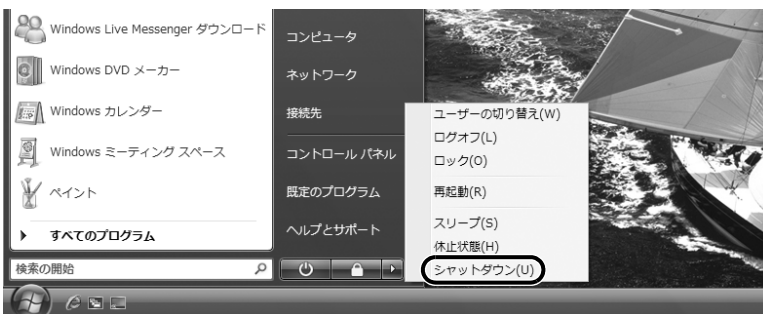 Windows Live Messenger ダウンロード
Windows DVD メーカー
Windows カレンダー
Windows ミーティング スペース
ペイント
すべてのプログラム
検索の開始
コンピュータ
ネットワーク
接続先
コントロール パネル
既定のプログラム
ヘルプとサポート
ユーザーの切り替え(W)
ログオフ(L)
ロック(O)
再起動(R)
スリープ(S)
休止状態(H)
シャットダウン(U)